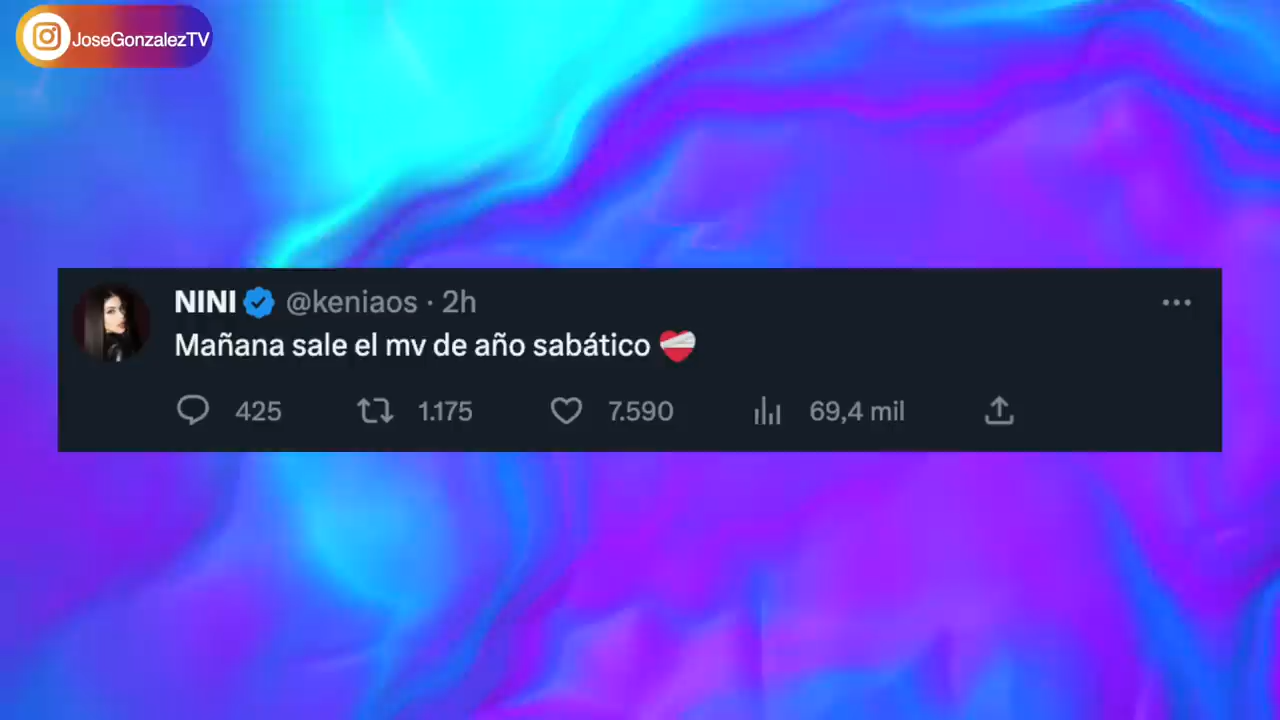 JoseGonzalezTV
NINI @keniaos · 2h
Mañana sale el mv de año sabático ❤️‍🩹
425 1.175 7.590 69,4 mil